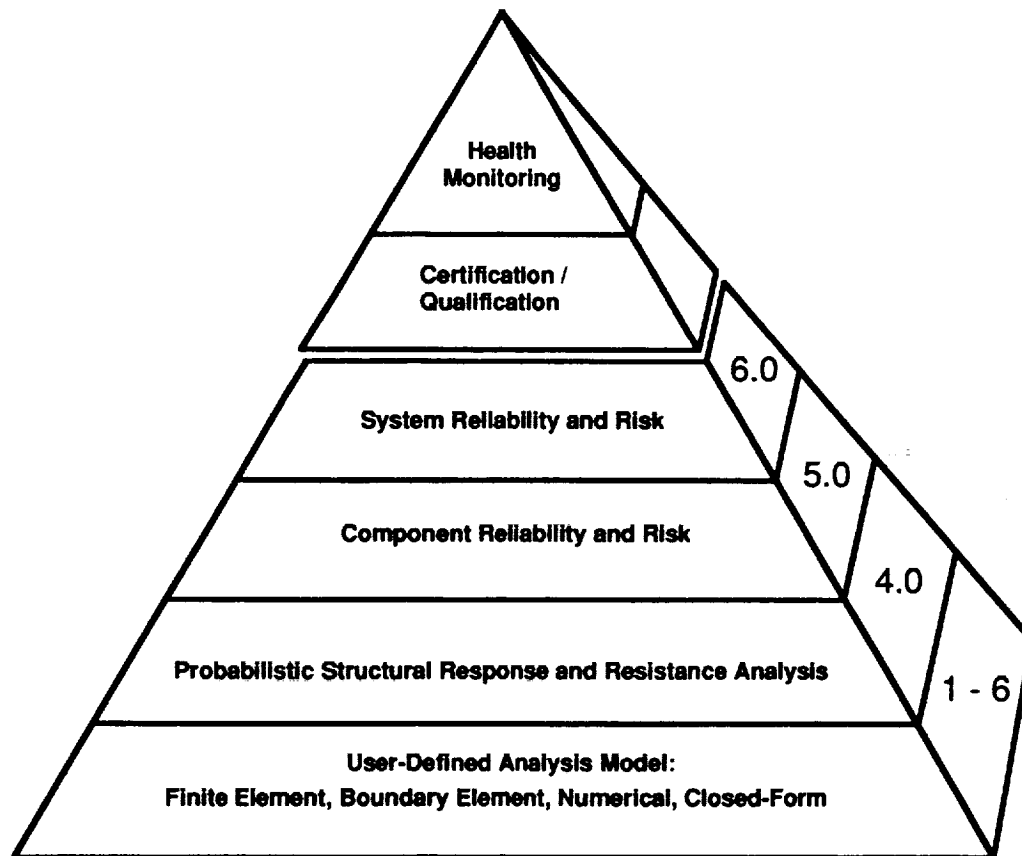 Health
Monitoring
Certification /
Qualification
6.0
System Reliability and Risk
5.0
Component Reliability and Risk
4.0
Probabilistic Structural Response and Resistance Analysis
1 - 6
User-Defined Analysis Model:
Finite Element, Boundary Element, Numerical, Closed-Form